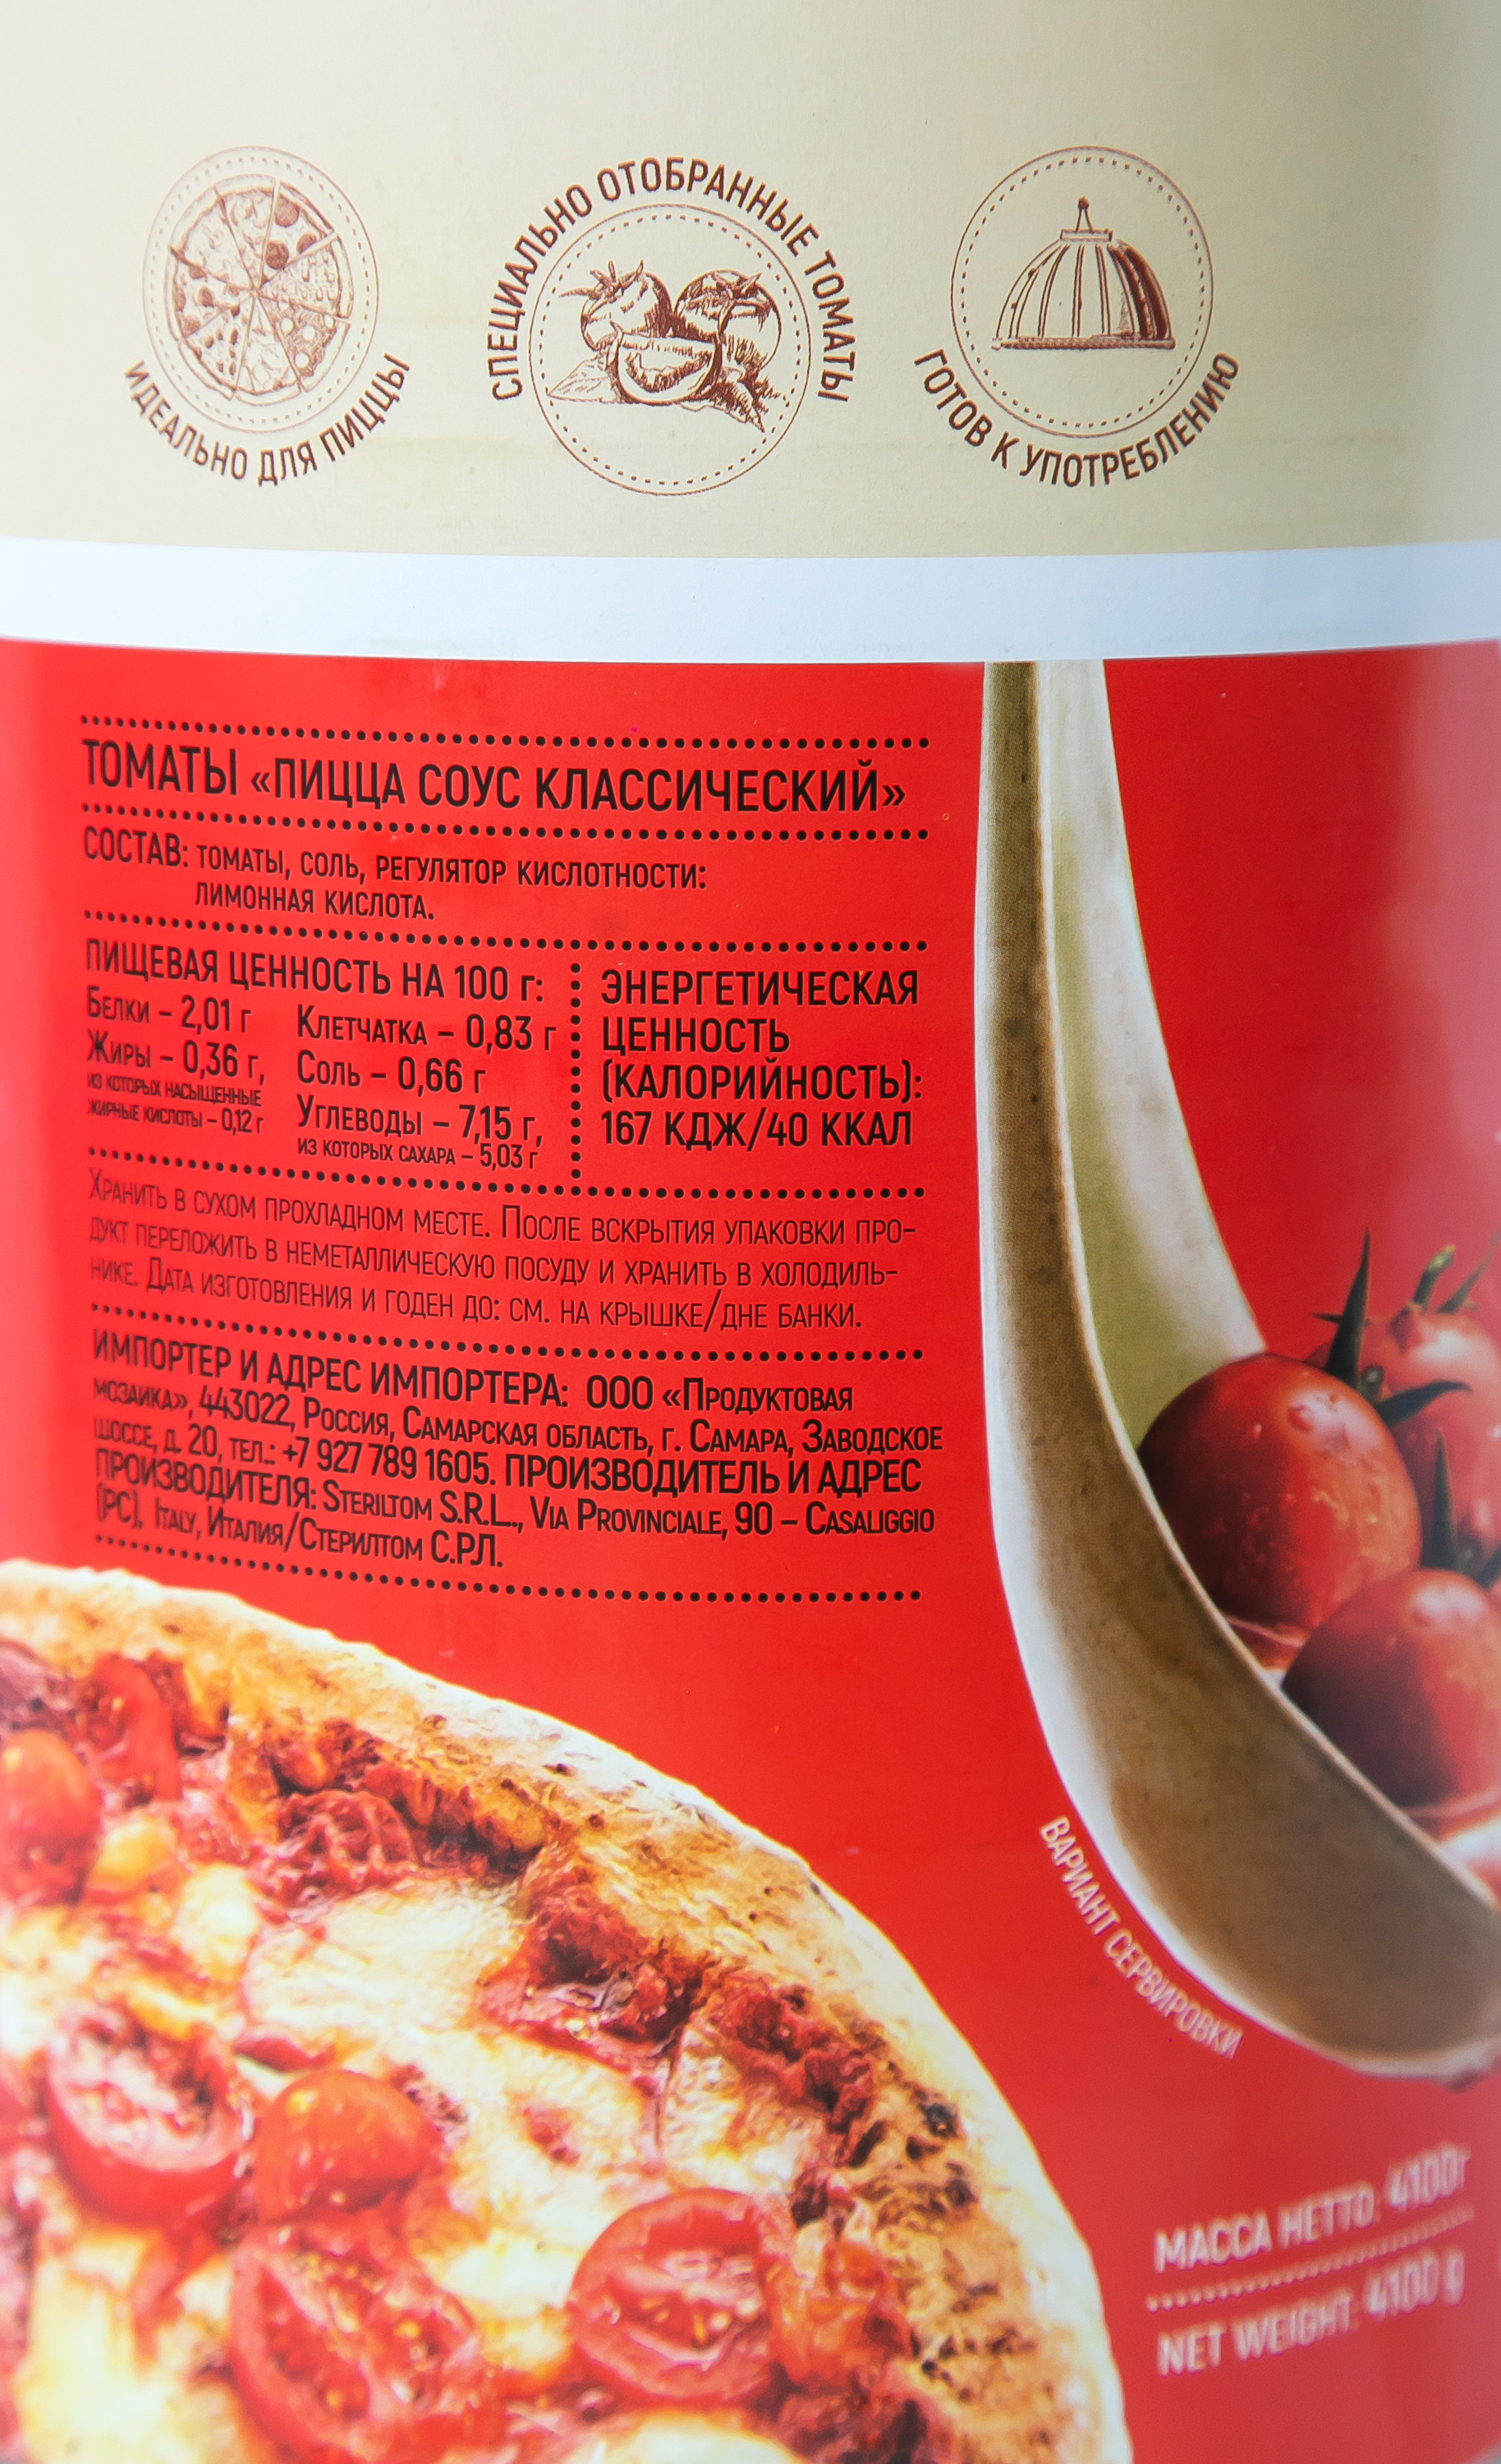 ИДЕАЛЬНО ДЛЯ ПИЦЦЫ
СПЕЦИАЛЬНО ОТОБРАННЫЕ ТОМАТЫ
ГОТОВ К УПОТРЕБЛЕНИЮ
ТОМАТЫ «ПИЦЦА СОУС КЛАССИЧЕСКИЙ»
СОСТАВ: ТОМАТЫ, СОЛЬ, РЕГУЛЯТОР КИСЛОТНОСТИ:
ЛИМОННАЯ КИСЛОТА.
ПИЩЕВАЯ ЦЕННОСТЬ НА 100 г:
БЕЛКИ – 2,01 г
ЖИРЫ – 0,36 г,
ИЗ КОТОРЫХ НАСЫЩЕННЫЕ
ЖИРНЫЕ КИСЛОТЫ – 0,12 г
КЛЕТЧАТКА – 0,83 г
СОЛЬ – 0,66 г
УГЛЕВОДЫ – 7,15 г,
ИЗ КОТОРЫХ САХАРА – 5,03 г
ЭНЕРГЕТИЧЕСКАЯ
ЦЕННОСТЬ
(КАЛОРИЙНОСТЬ):
167 КДЖ/40 ККАЛ
ХРАНИТЬ В СУХОМ ПРОХЛАДНОМ МЕСТЕ. ПОСЛЕ ВСКРЫТИЯ УПАКОВКИ ПРО-
ДУКТ ПЕРЕЛОЖИТЬ В НЕМЕТАЛЛИЧЕСКУЮ ПОСУДУ И ХРАНИТЬ В ХОЛОДИЛЬ-
НИКЕ. ДАТА ИЗГОТОВЛЕНИЯ И ГОДЕН ДО: СМ. НА КРЫШКЕ/ДНЕ БАНКИ.
ИМПОРТЕР И АДРЕС ИМПОРТЕРА: ООО «ПРОДУКТОВАЯ
МОЗАИКА», 443022, РОССИЯ, САМАРСКАЯ ОБЛАСТЬ, Г. САМАРА, ЗАВОДСКОЕ
ШОССЕ, Д. 20, ТЕЛ.: +7 927 789 1605. ПРОИЗВОДИТЕЛЬ И АДРЕС
ПРОИЗВОДИТЕЛЯ: STERILTOM S.R.L., VIA PROVINCIALE, 90 – CASALIGGIO
(PC), ITALY, ИТАЛИЯ/СТЕРИЛТОМ С.Р.Л.
ВАРИАНТ СЕРВИРОВКИ
МАССА НЕТТО: 4100г
NET WEIGHT: 4100 g